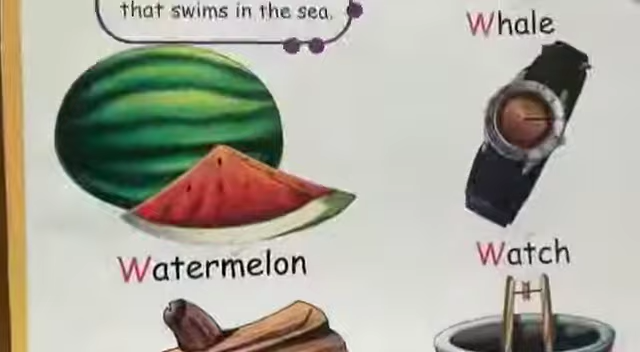 that swims in the sea.
Whale
Watermelon
Watch